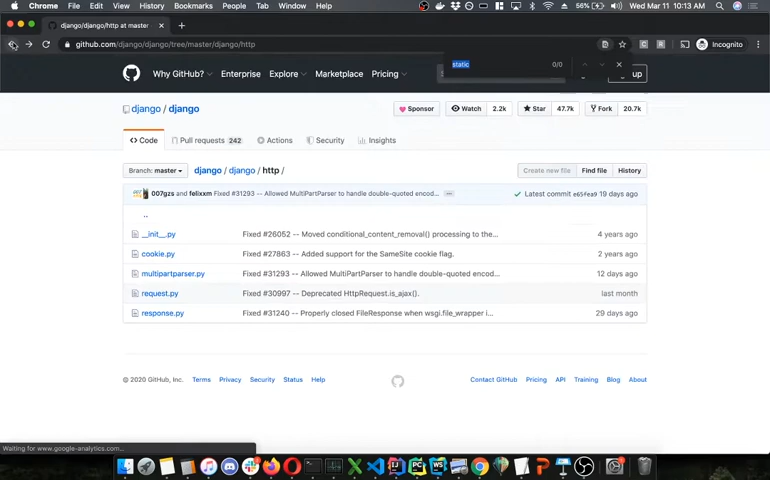 Chrome File Edit View History Bookmarks People Tab Window Help
56% Wed Mar 11 10:13 AM
django/django/http at master ·
github.com/django/django/tree/master/django/http
Incognito
static 0/0
Why GitHub? Enterprise Explore Marketplace Pricing
up
django / django
Sponsor Watch 2.2k Star 47.7k Fork 20.7k
Code Pull requests 242 Actions Security Insights
Branch: master django / django / http / Create new file Find file History
007gzs and felixxm Fixed #31293 -- Allowed MultiPartParser to handle double-quoted encod… Latest commit e65fea9 19 days ago
..
__init__.py Fixed #26052 -- Moved conditional_content_removal() processing to the… 4 years ago
cookie.py Fixed #27863 -- Added support for the SameSite cookie flag. 2 years ago
multipartparser.py Fixed #31293 -- Allowed MultiPartParser to handle double-quoted encod… 12 days ago
request.py Fixed #30997 -- Deprecated HttpRequest.is_ajax(). last month
response.py Fixed #31240 -- Properly closed FileResponse when wsgi.file_wrapper i… 29 days ago
© 2020 GitHub, Inc. Terms Privacy Security Status Help Contact GitHub Pricing API Training Blog About
Waiting for www.google-analytics.com…